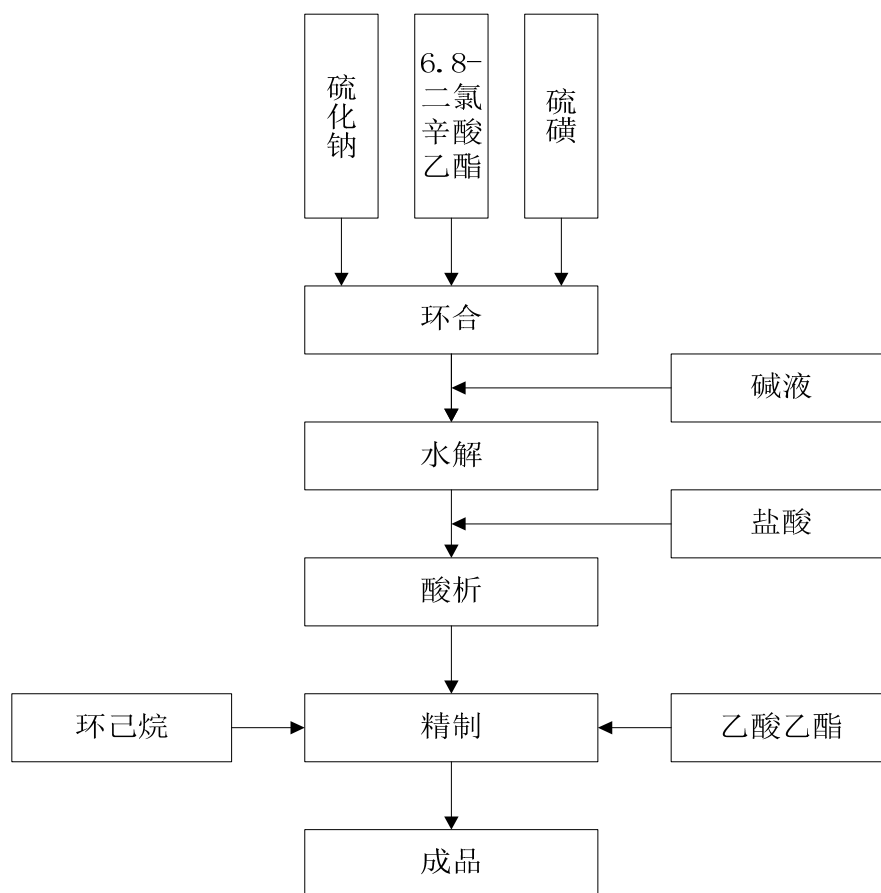 硫化钠
6.8-
二氯
辛酸
乙酯
硫磺
环合
碱液
水解
盐酸
酸析
环己烷
精制
乙酸乙酯
成品